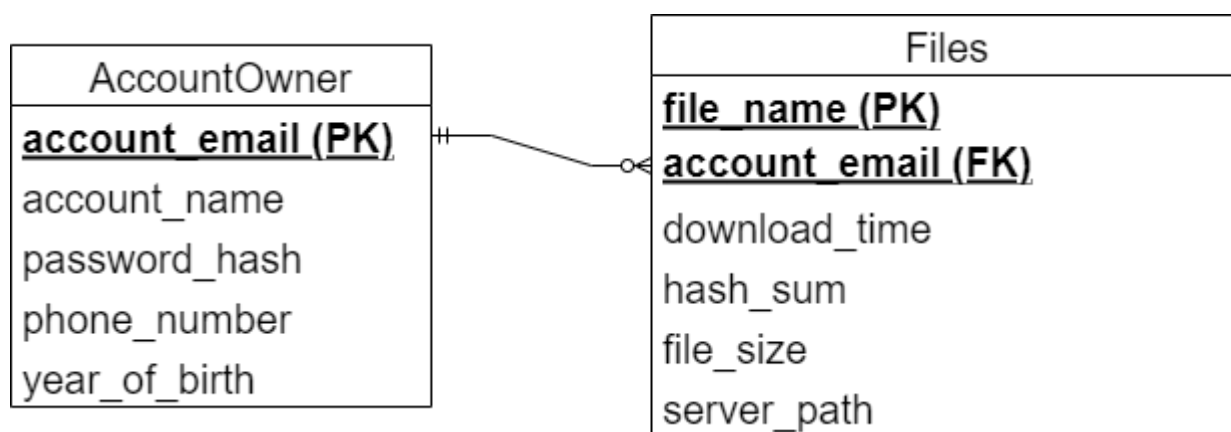 AccountOwner
account_email (PK)
account_name
password_hash
phone_number
year_of_birth
Files
file_name (PK)
account_email (FK)
download_time
hash_sum
file_size
server_path